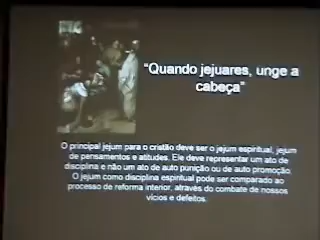 “Quando jejuares, unge a
cabeça”
O principal jejum para o cristão deve ser o jejum espiritual, jejum
de pensamentos e atitudes. Ele deve representar um ato de
disciplina e não um ato de auto punição ou de auto promoção.
O jejum como disciplina espiritual pode ser comparado ao
processo de reforma interior, através do combate de nossos
vícios e defeitos.